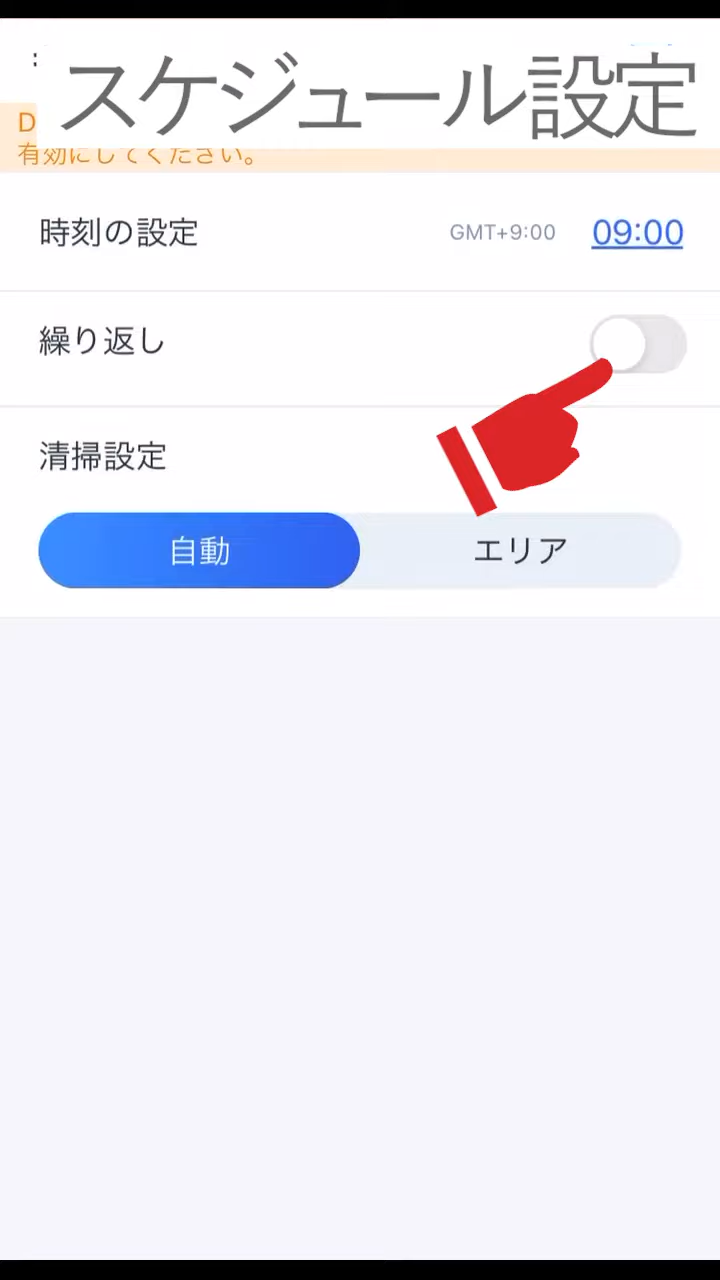 スケジュール設定
D
有効にしてください。
時刻の設定 GMT+9:00 09:00
繰り返し
清掃設定
自動 エリア